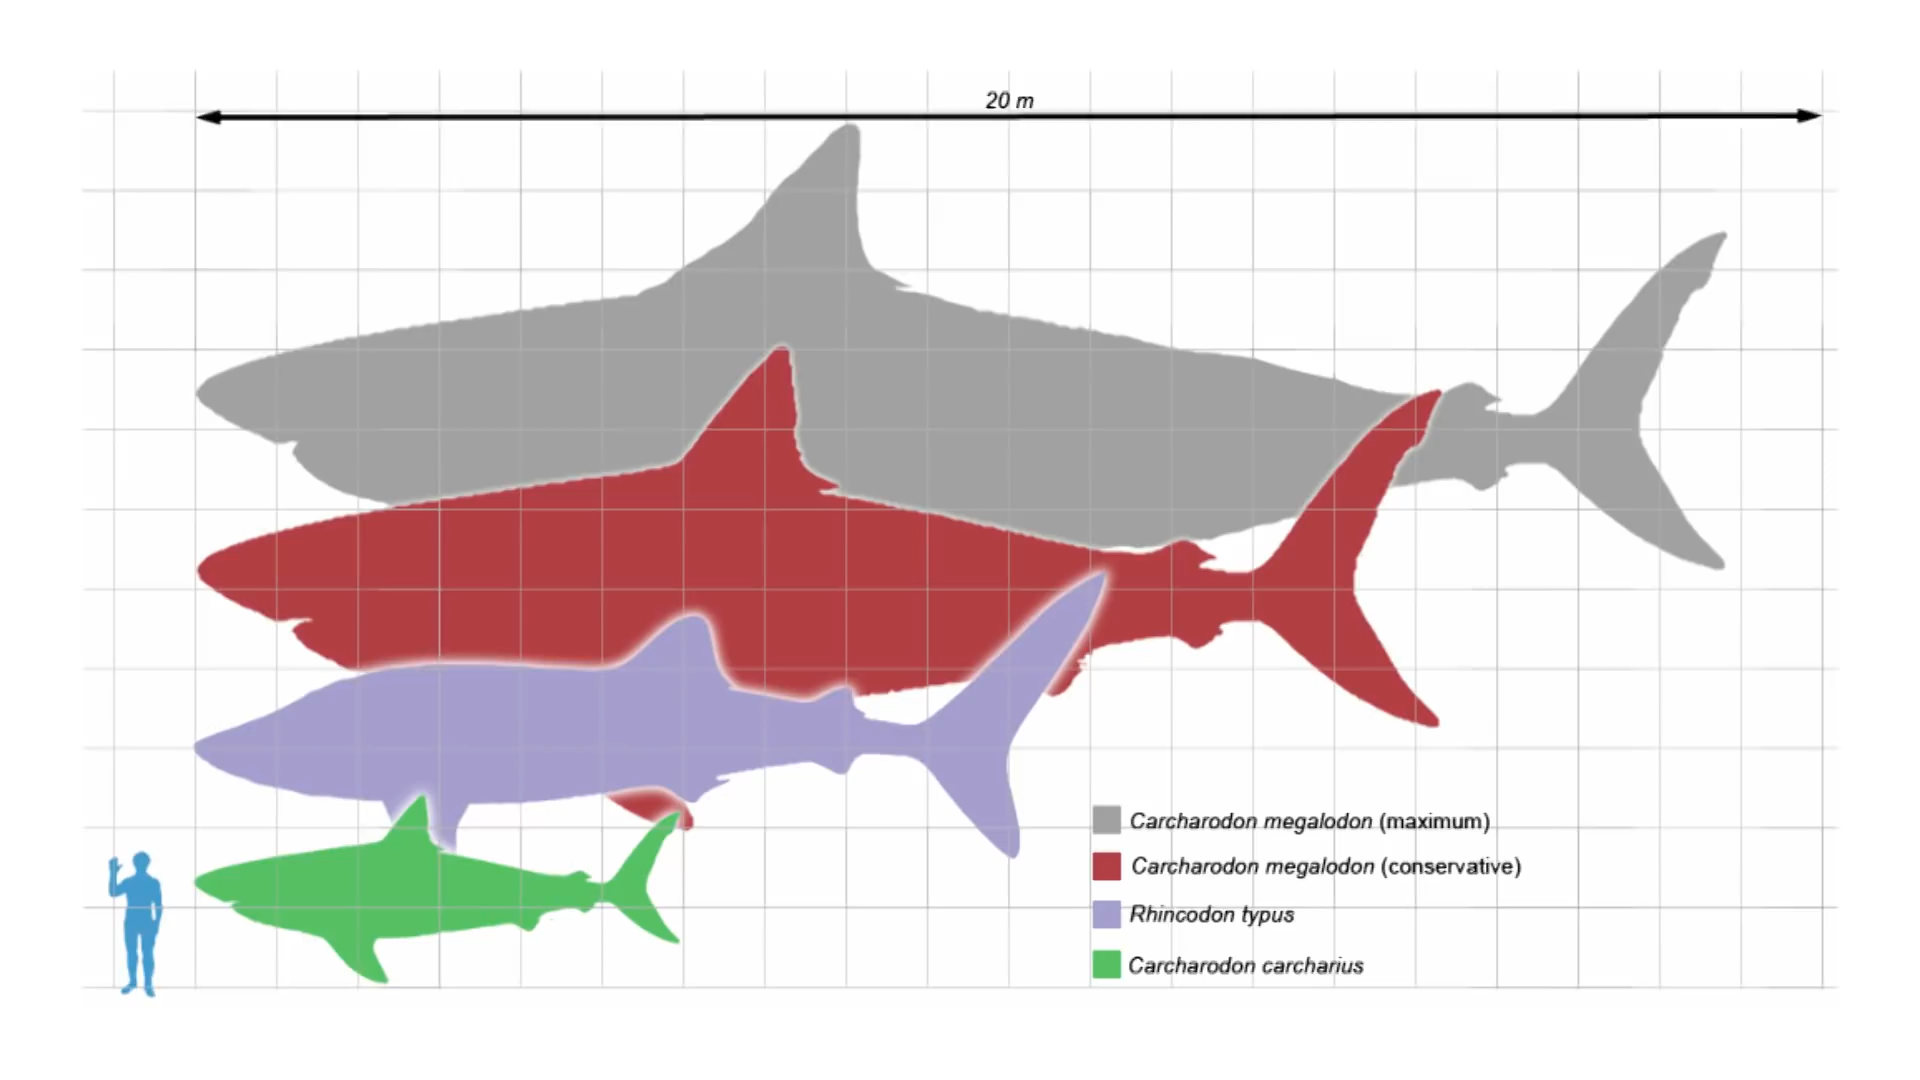 20 m
Carcharodon megalodon (maximum)
Carcharodon megalodon (conservative)
Rhincodon typus
Carcharodon carcharius